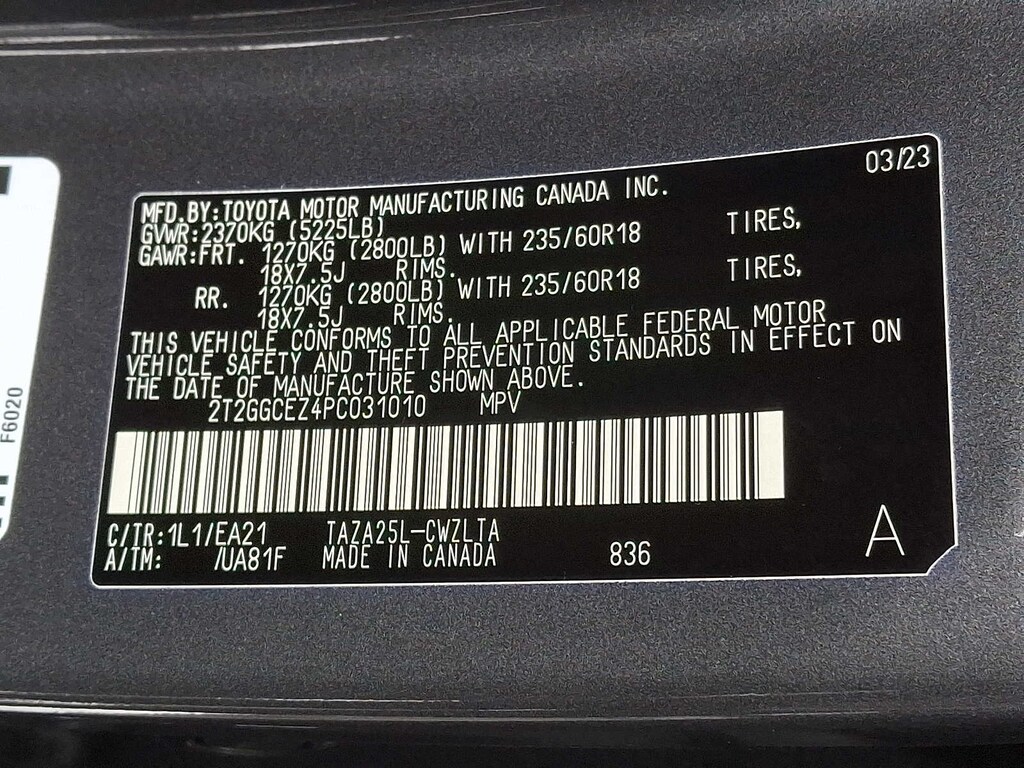 03/23
MFD.BY:TOYOTA MOTOR MANUFACTURING CANADA INC.
GVWR:2370KG (5225LB)
GAWR:FRT. 1270KG (2800LB) WITH 235/60R18 TIRES,
18X7.5J RIMS.
RR. 1270KG (2800LB) WITH 235/60R18 TIRES,
18X7.5J RIMS.
THIS VEHICLE CONFORMS TO ALL APPLICABLE FEDERAL MOTOR
VEHICLE SAFETY AND THEFT PREVENTION STANDARDS IN EFFECT ON
THE DATE OF MANUFACTURE SHOWN ABOVE.
2T2GGCEZ4PC031010 MPV
C/TR:1L1/EA21 TAZA25L-CWZLTA
A/TM: /UA81F MADE IN CANADA 836 A
F6020